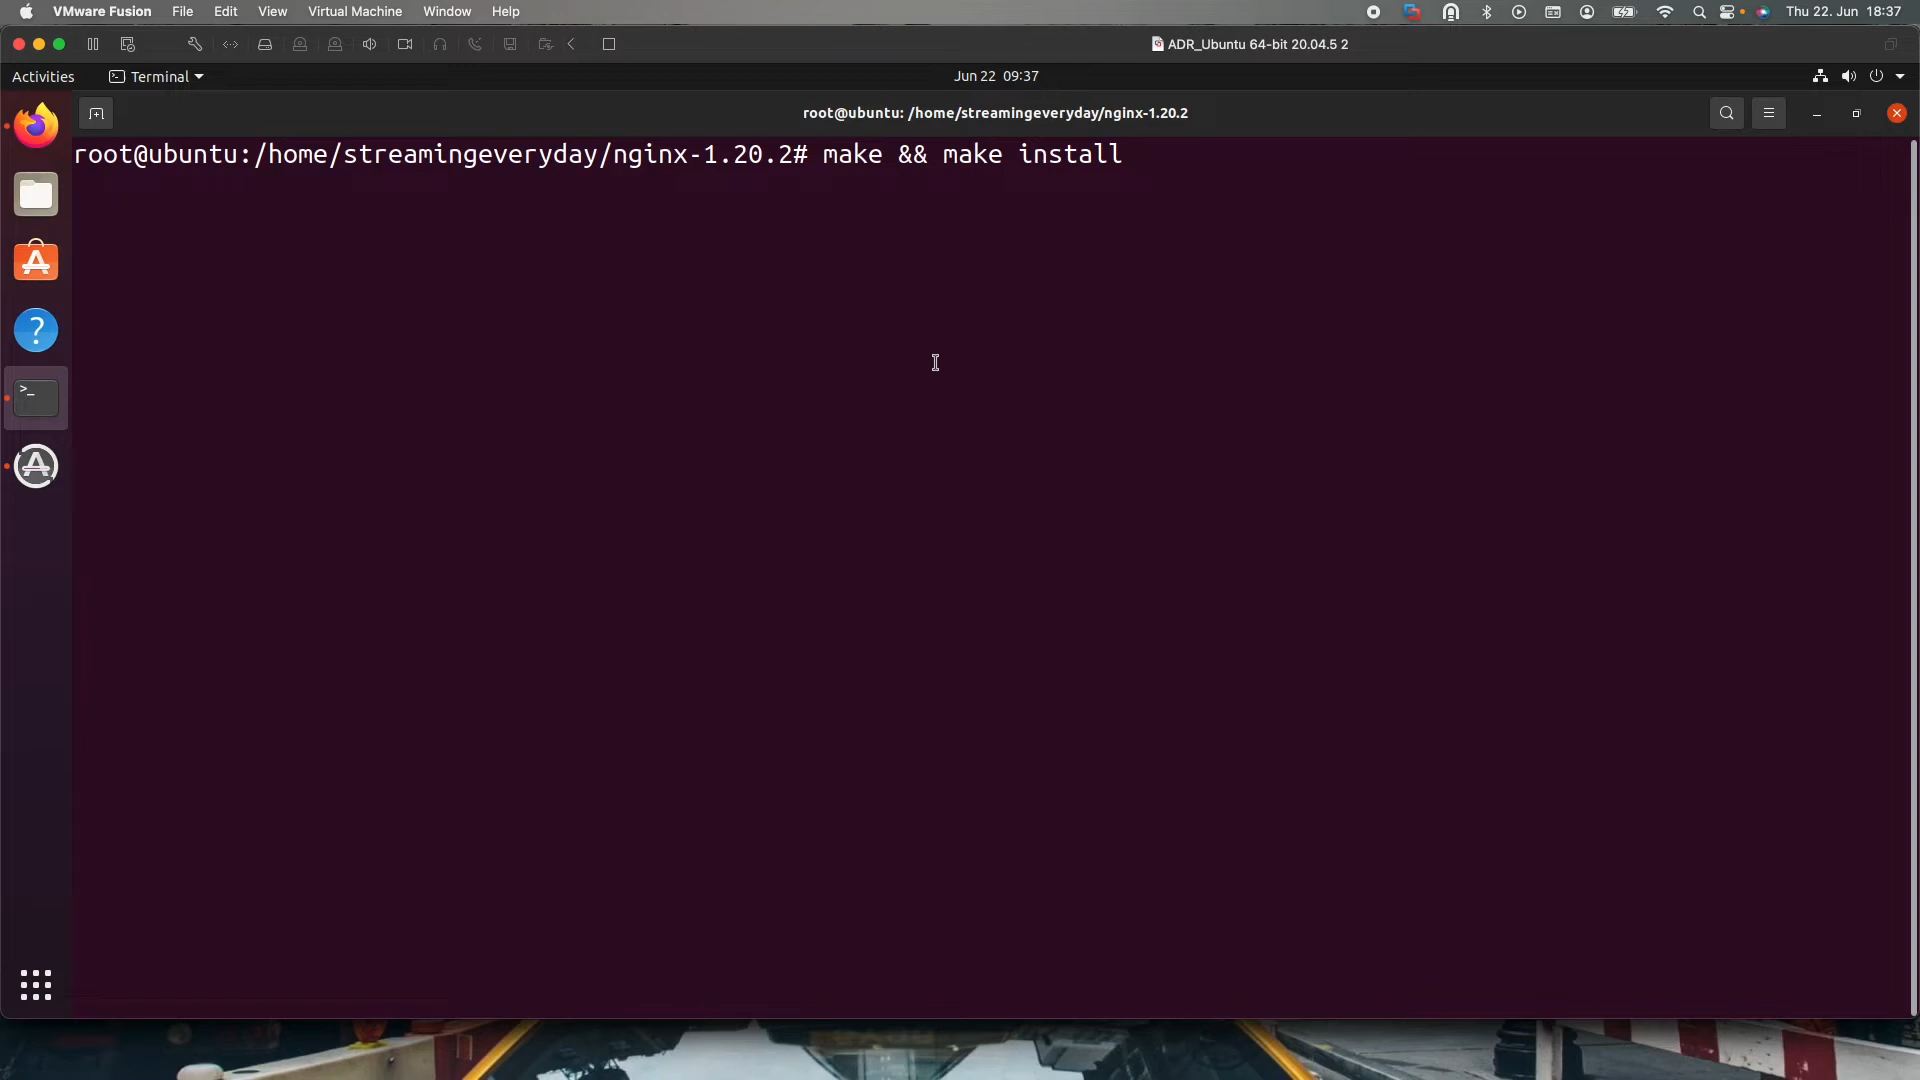 VMware Fusion File Edit View Virtual Machine Window Help Thu 22. Jun 18:37
ADR_Ubuntu 64-bit 20.04.5 2
Activities Terminal Jun 22 09:37
root@ubuntu: /home/streamingeveryday/nginx-1.20.2
root@ubuntu:/home/streamingeveryday/nginx-1.20.2# make && make install